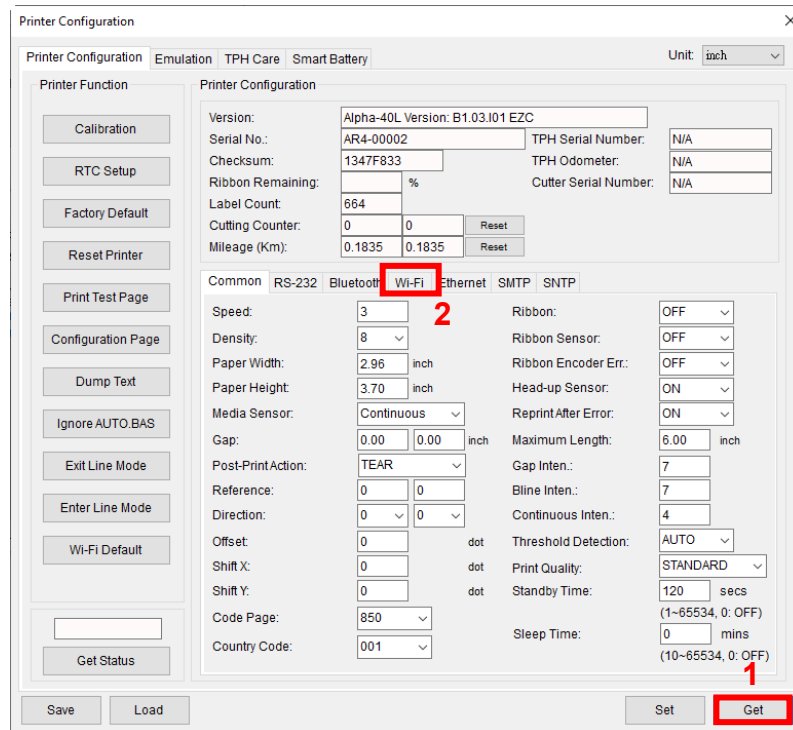 Printer Configuration
Printer Configuration Emulation TPH Care Smart Battery Unit: inch
Printer Function
Calibration
RTC Setup
Factory Default
Reset Printer
Print Test Page
Configuration Page
Dump Text
Ignore AUTO.BAS
Exit Line Mode
Enter Line Mode
Wi-Fi Default
Get Status
Printer Configuration
Version: Alpha-40L Version: B1.03.I01 EZC
Serial No.: AR4-00002 TPH Serial Number: N/A
Checksum: 1347F833 TPH Odometer: N/A
Ribbon Remaining: % Cutter Serial Number: N/A
Label Count: 664
Cutting Counter: 0 0 Reset
Mileage (Km): 0.1835 0.1835 Reset
Common RS-232 Bluetooth Wi-Fi Ethernet SMTP SNTP
2
Speed: 3 Ribbon: OFF
Density: 8 Ribbon Sensor: OFF
Paper Width: 2.96 inch Ribbon Encoder Err.: OFF
Paper Height: 3.70 inch Head-up Sensor: ON
Media Sensor: Continuous Reprint After Error: ON
Gap: 0.00 0.00 inch Maximum Length: 6.00 inch
Post-Print Action: TEAR Gap Inten.: 7
Reference: 0 0 Bline Inten.: 7
Direction: 0 0 Continuous Inten.: 4
Offset: 0 dot Threshold Detection: AUTO
Shift X: 0 dot Print Quality: STANDARD
Shift Y: 0 dot Standby Time: 120 secs
(1~65534, 0: OFF)
Code Page: 850
Sleep Time: 0 mins
Country Code: 001
(10~65534, 0: OFF)
1
Save Load Set Get